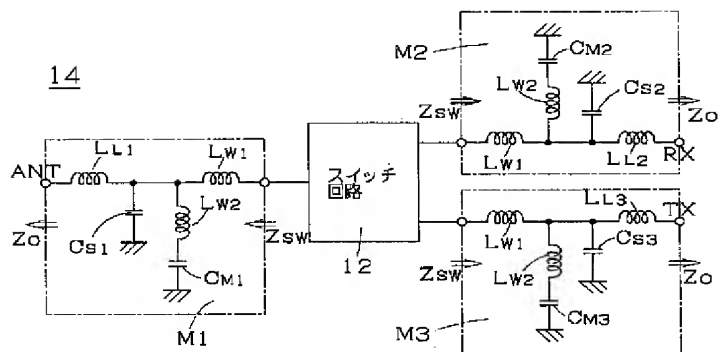 14
ANT
LL1
LW1
CS1
LW2
CM1
ZO
ZSW
M1
スイッチ
回路
12
M2
CM2
LW2
CS2
ZSW
ZO
LW1
LL2
RX
LL3
TX
LW1
ZSW
LW2
CS3
ZO
CM3
M3